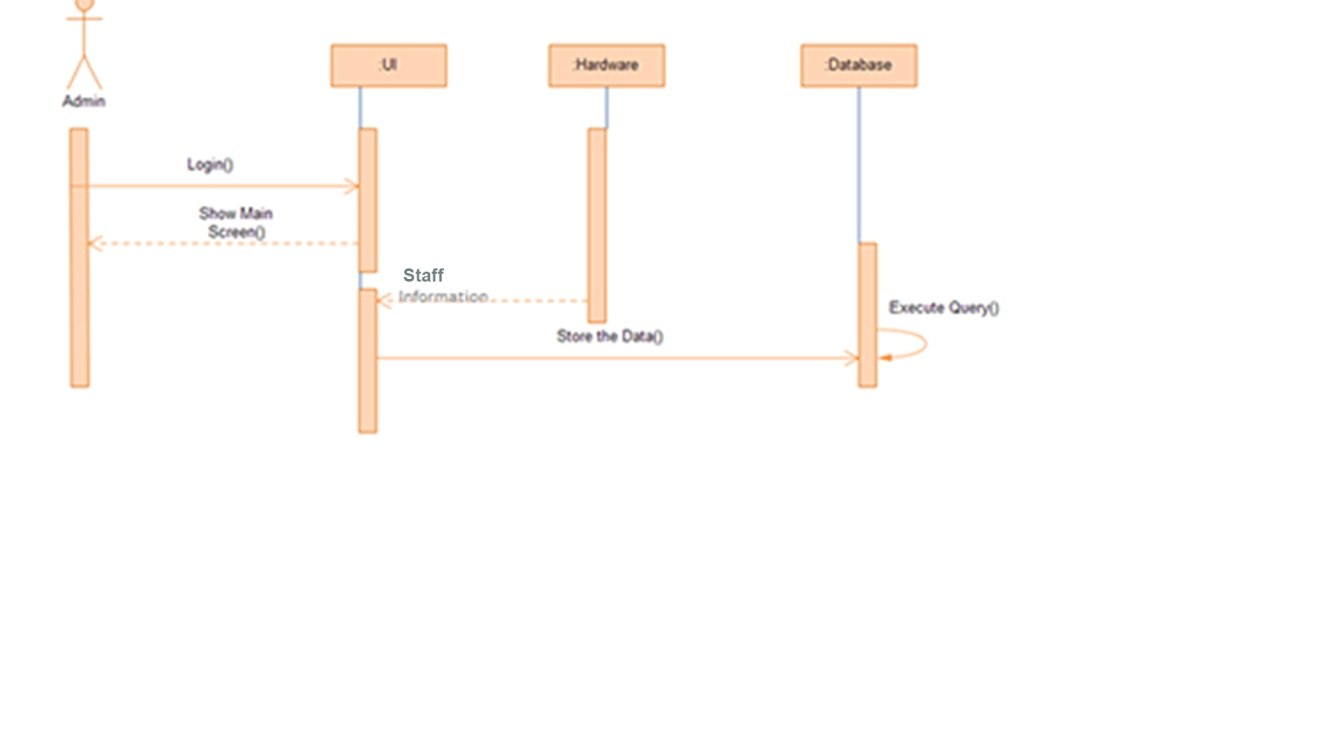 :UI
:Hardware
:Database
Admin
Login()
Show Main
Screen()
Staff
Information
Execute Query()
Store the Data()